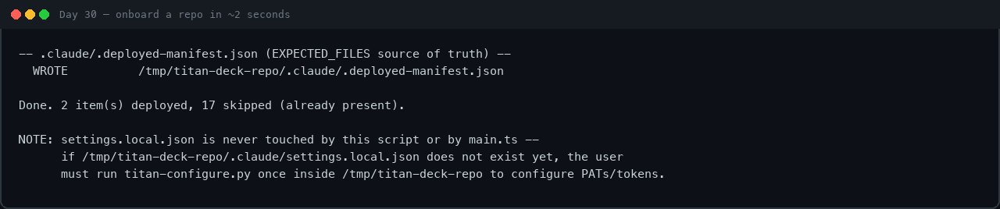 Day 30 — onboard a repo in ~2 seconds
—— .claude/.deployed-manifest.json (EXPECTED_FILES source of truth) ——
WROTE /tmp/titan-deck-repo/.claude/.deployed-manifest.json
Done. 2 item(s) deployed, 17 skipped (already present).
NOTE: settings.local.json is never touched by this script or by main.ts ——
if /tmp/titan-deck-repo/.claude/settings.local.json does not exist yet, the user
must run titan-configure.py once inside /tmp/titan-deck-repo to configure PATs/tokens.